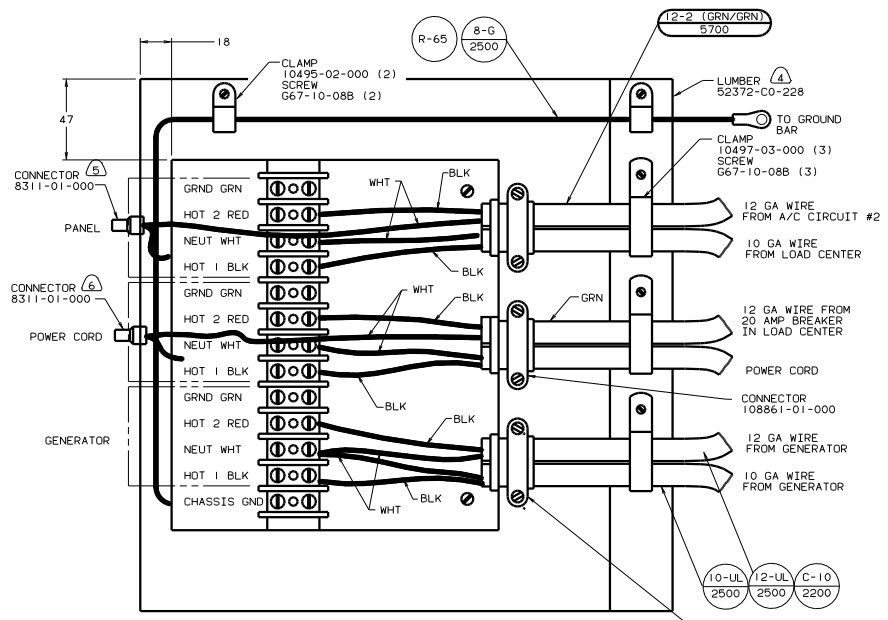 12-2 (GRN/GRN)
5700
R-65
8-G
2500
18
CLAMP
10495-02-000 (2)
SCREW
G67-10-08B (2)
LUMBER 4
52372-C0-228
47
TO GROUND
BAR
CLAMP
10497-03-000 (3)
SCREW
G67-10-08B (3)
CONNECTOR 5
8311-01-000
PANEL
GRND GRN
HOT 2 RED
NEUT WHT
HOT 1 BLK
WHT
BLK
BLK
12 GA WIRE
FROM A/C CIRCUIT #2
10 GA WIRE
FROM LOAD CENTER
CONNECTOR 6
8311-01-000
POWER CORD
GRND GRN
HOT 2 RED
NEUT WHT
HOT 1 BLK
WHT
BLK
BLK
GRN
12 GA WIRE FROM
20 AMP BREAKER
IN LOAD CENTER
POWER CORD
CONNECTOR
108861-01-000
GENERATOR
GRND GRN
HOT 2 RED
NEUT WHT
HOT 1 BLK
CHASSIS GND
BLK
WHT
BLK
12 GA WIRE
FROM GENERATOR
10 GA WIRE
FROM GENERATOR
10-UL
2500
12-UL
2500
C-10
2200